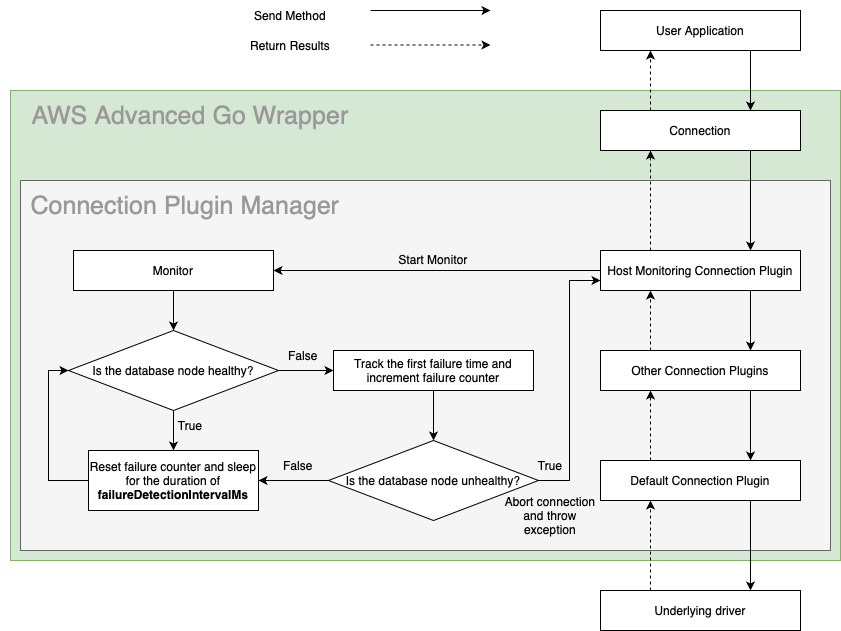 Send Method
User Application
Return Results
AWS Advanced Go Wrapper
Connection
Connection Plugin Manager
Start Monitor
Monitor
Host Monitoring Connection Plugin
False
Is the database node healthy?
Track the first failure time and
increment failure counter
Other Connection Plugins
True
Reset failure counter and sleep
for the duration of
failureDetectionIntervalMs
False
Is the database node unhealthy?
True
Default Connection Plugin
Abort connection
and throw
exception
Underlying driver